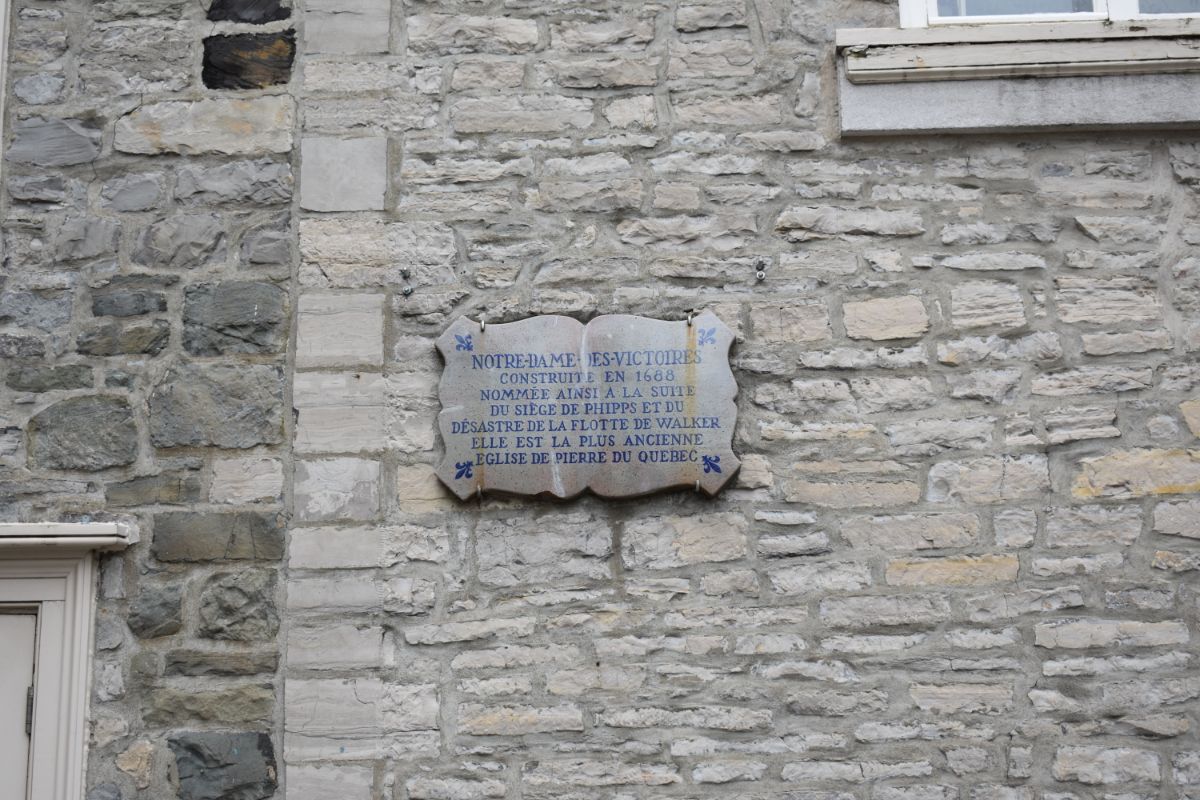 NOTRE-DAME-DES-VICTOIRES
CONSTRUITE EN 1688
NOMMÉE AINSI À LA SUITE
DU SIÈGE DE PHIPPS ET DU
DÉSASTRE DE LA FLOTTE DE WALKER
ELLE EST LA PLUS ANCIENNE
EGLISE DE PIERRE DU QUEBEC